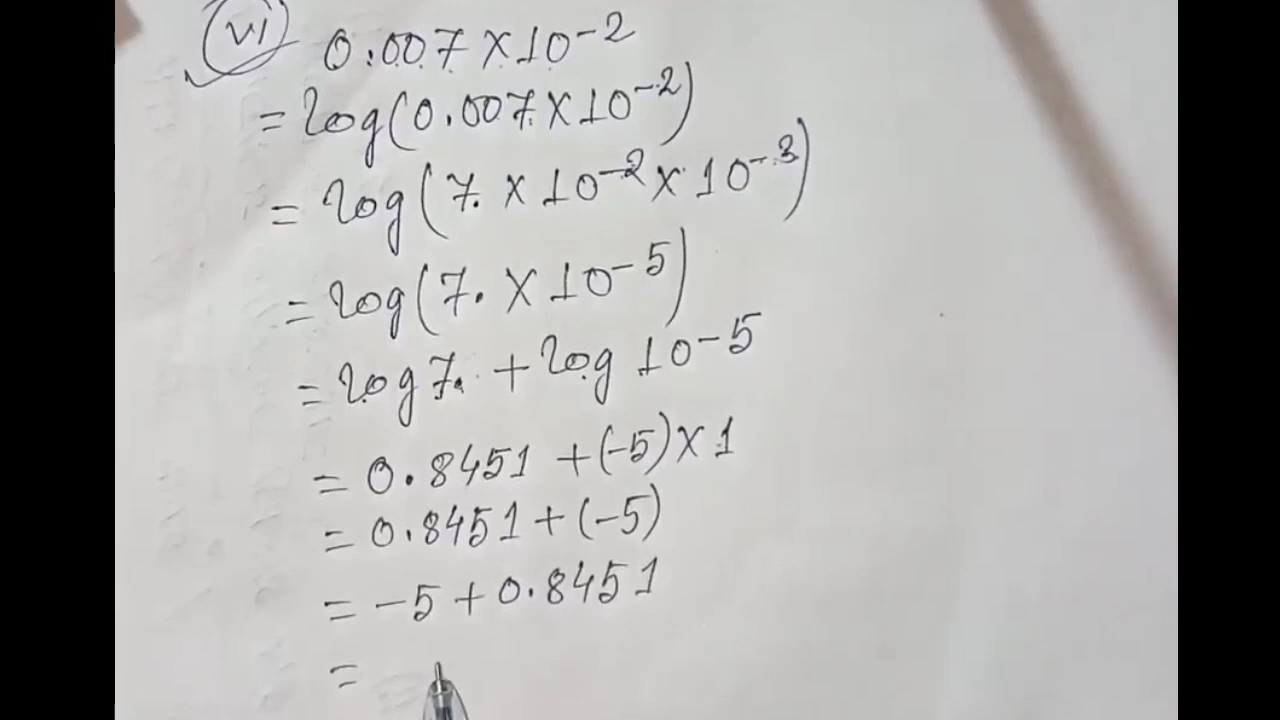 (vi) 0.007 × 10⁻²
= log(0.007 × 10⁻²)
= log(7. × 10⁻² × 10⁻³)
= log(7. × 10⁻⁵)
= log 7. + log 10⁻⁵
= 0.8451 + (-5) × 1
= 0.8451 + (-5)
= -5 + 0.8451
=